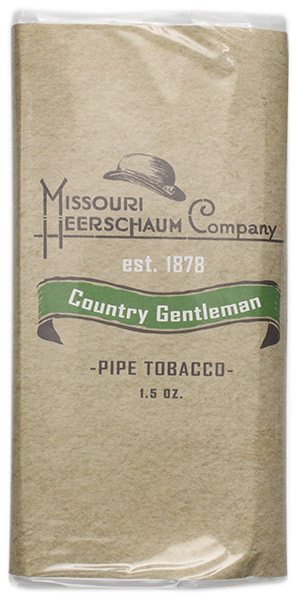 Missouri
Meerschaum Company
est. 1878
Country Gentleman
-PIPE TOBACCO-
1.5 OZ.